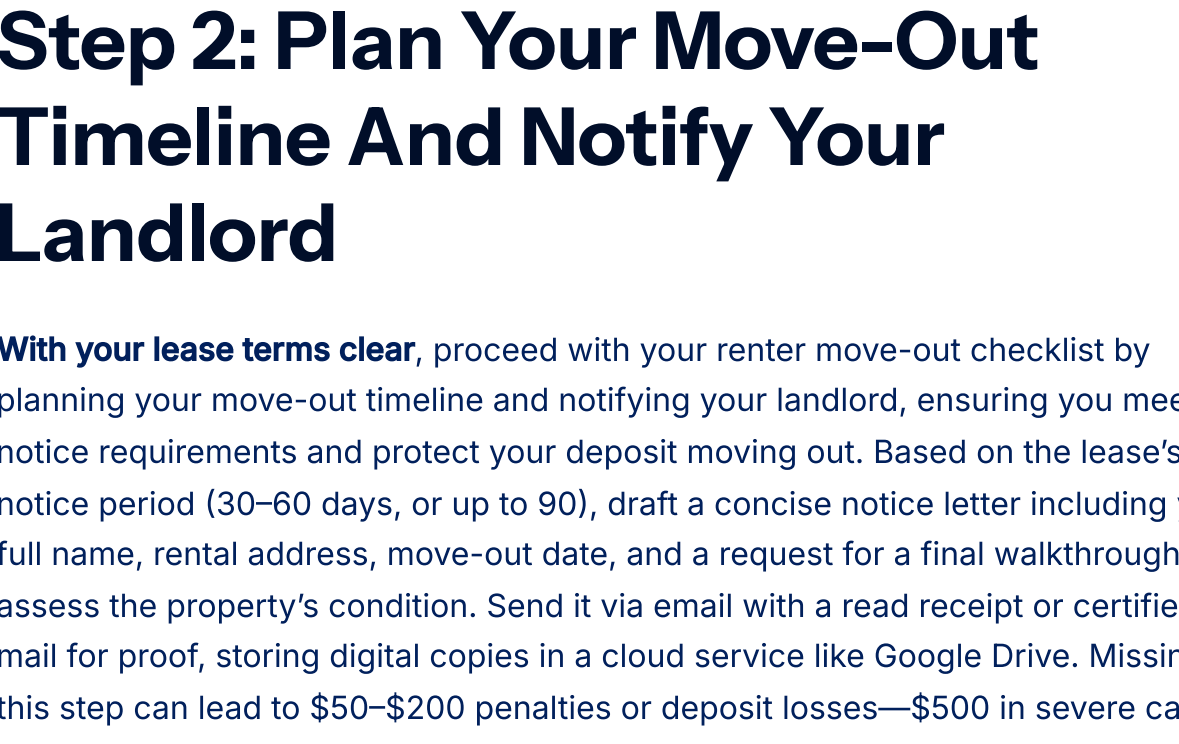 Step 2: Plan Your Move-Out
Timeline And Notify Your
Landlord
With your lease terms clear, proceed with your renter move-out checklist by
planning your move-out timeline and notifying your landlord, ensuring you
notice requirements and protect your deposit moving out. Based on the lease’s
notice period (30–60 days, or up to 90), draft a concise notice letter including
full name, rental address, move-out date, and a request for a final walkthrough
assess the property’s condition. Send it via email with a read receipt or
mail for proof, storing digital copies in a cloud service like Google Drive.
this step can lead to $50–$200 penalties or deposit losses—$500 in severe